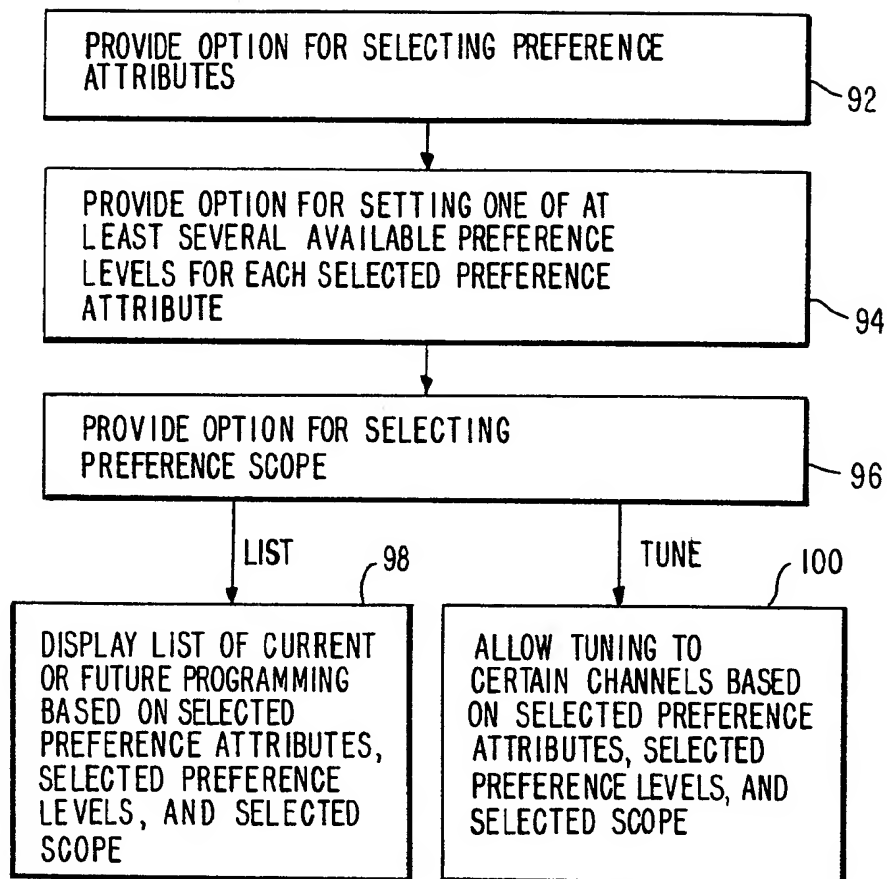 PROVIDE OPTION FOR SELECTING PREFERENCE
ATTRIBUTES
92
PROVIDE OPTION FOR SETTING ONE OF AT
LEAST SEVERAL AVAILABLE PREFERENCE
LEVELS FOR EACH SELECTED PREFERENCE
ATTRIBUTE
94
PROVIDE OPTION FOR SELECTING
PREFERENCE SCOPE
96
LIST
98
TUNE
100
DISPLAY LIST OF CURRENT
OR FUTURE PROGRAMMING
BASED ON SELECTED
PREFERENCE ATTRIBUTES,
SELECTED PREFERENCE
LEVELS, AND SELECTED
SCOPE
ALLOW TUNING TO
CERTAIN CHANNELS BASED
ON SELECTED PREFERENCE
ATTRIBUTES, SELECTED
PREFERENCE LEVELS, AND
SELECTED SCOPE